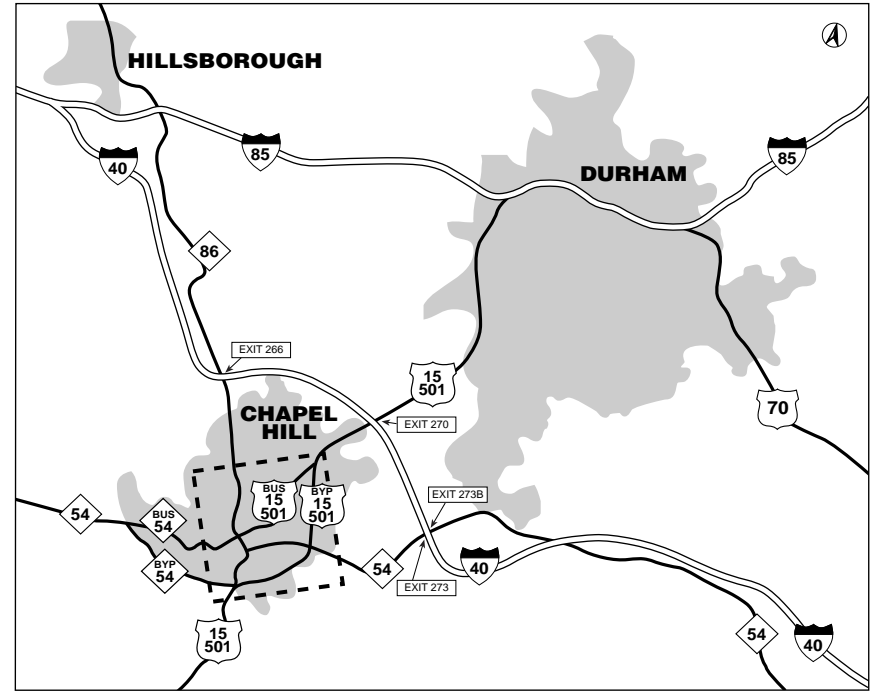 HILLSBOROUGH
85
40
DURHAM
85
86
EXIT 266
15
501
70
CHAPEL
HILL
EXIT 270
BUS
15
501
BYP
15
501
EXIT 273B
54
BUS
54
BYP
54
54
40
EXIT 273
15
501
54
40